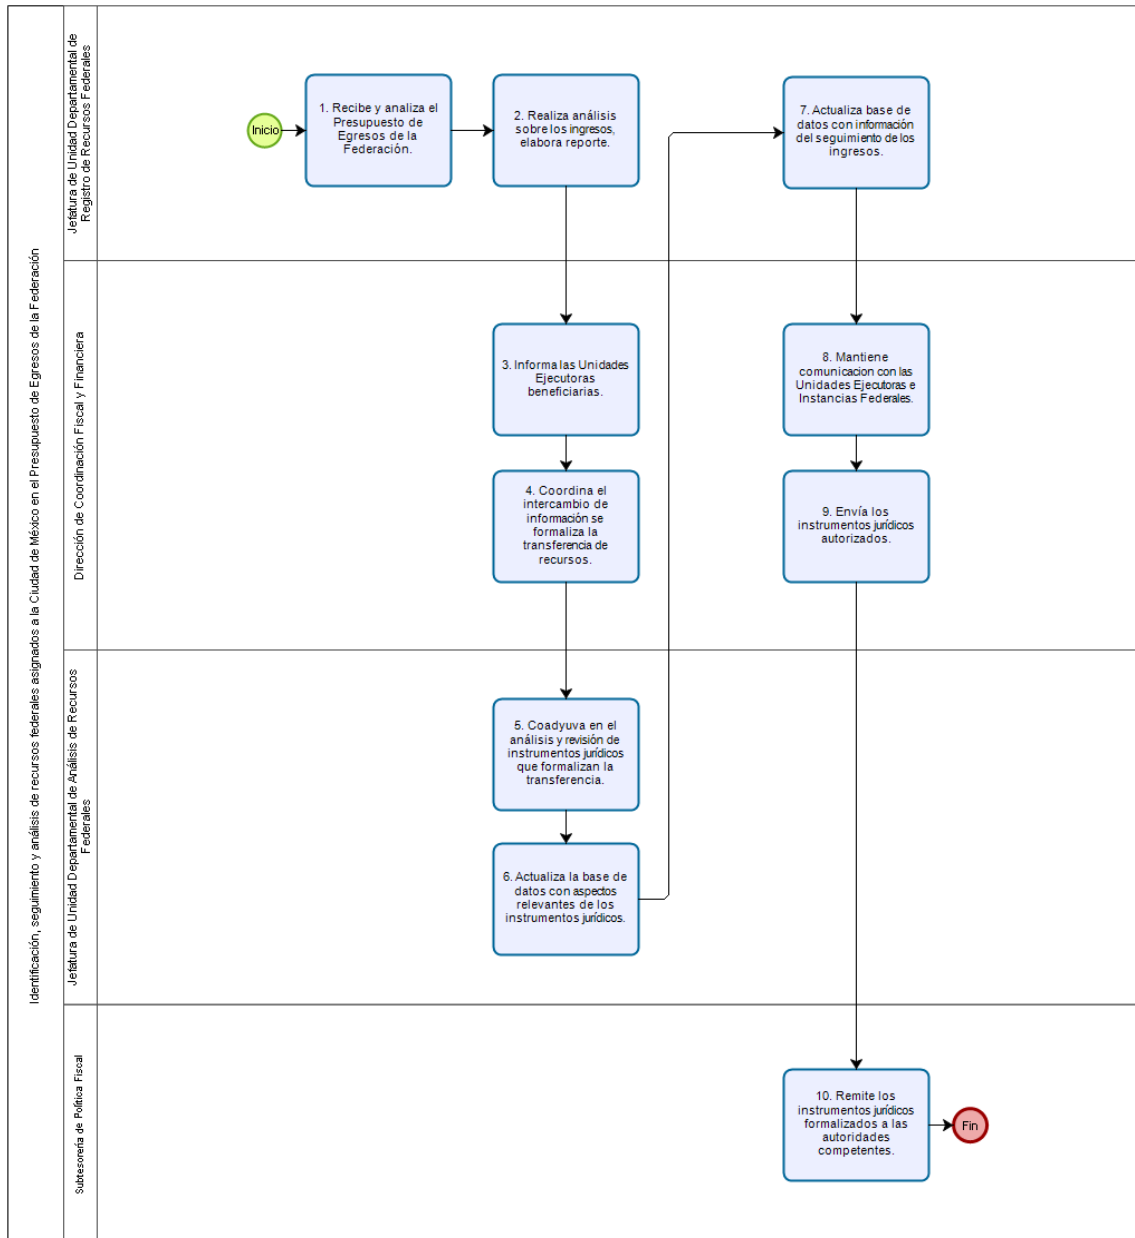 Identificación, seguimiento y análisis de recursos federales asignados a la Ciudad de México en el Presupuesto de Egresos de la Federación
Jefatura de Unidad Departamental de
Registro de Recursos Federales
Inicio
1. Recibe y analiza el
Presupuesto de
Egresos de la
Federación.
2. Realiza análisis
sobre los ingresos,
elabora reporte.
7. Actualiza base de
datos con información
del seguimiento de los
ingresos.
Dirección de Coordinación Fiscal y Financiera
3. Informa las Unidades
Ejecutoras
beneficiarias.
8. Mantiene
comunicacion con las
Unidades Ejecutoras e
Instancias Federales.
4. Coordina el
intercambio de
información se
formaliza la
transferencia de
recursos.
9. Envía los
instrumentos jurídicos
autorizados.
Jefatura de Unidad Departamental de Análisis de Recursos
Federales
5. Coadyuva en el
análisis y revisión de
instrumentos jurídicos
que formalizan la
transferencia.
6. Actualiza la base de
datos con aspectos
relevantes de los
instrumentos jurídicos.
Subtesorería de Política Fiscal
10. Remite los
instrumentos jurídicos
formalizados a las
autoridades
competentes.
Fin